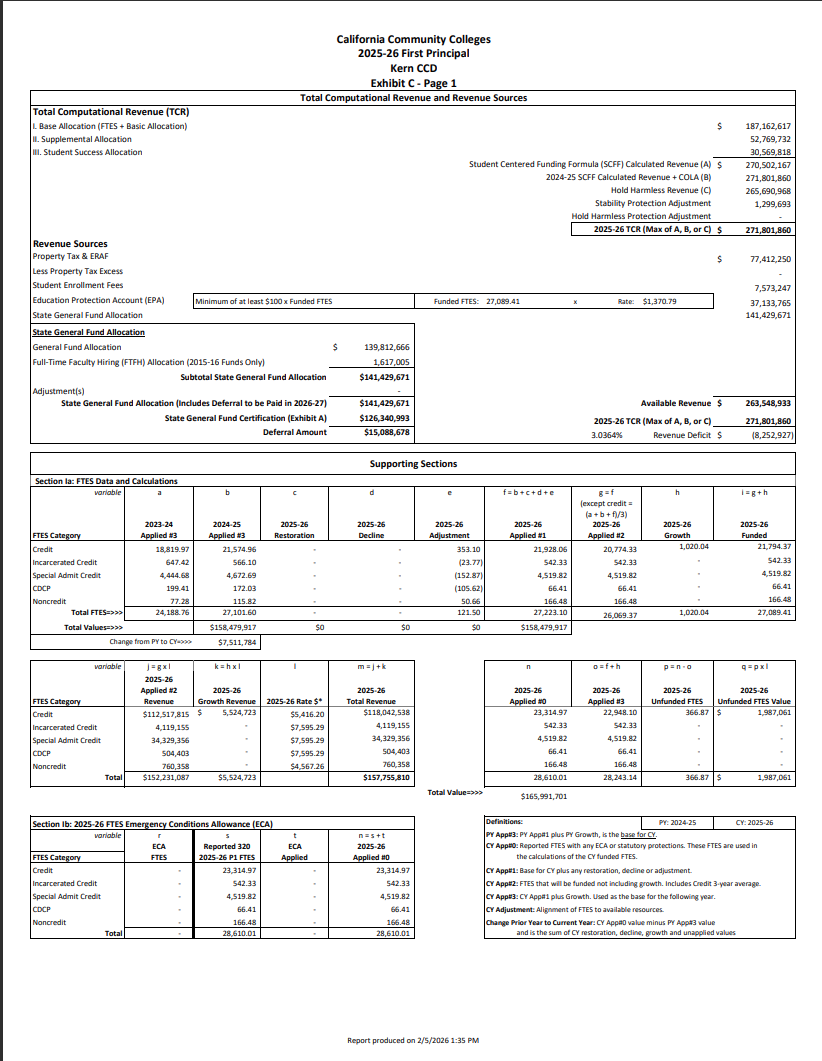 California Community Colleges
2025-26 First Principal
Kern CCD
Exhibit C - Page 1
Total Computational Revenue and Revenue Sources
Total Computational Revenue (TCR)
I. Base Allocation (FTES + Basic Allocation) $ 187,162,617
II. Supplemental Allocation 52,769,732
III. Student Success Allocation 30,569,818
Student Centered Funding Formula (SCFF) Calculated Revenue (A) $ 270,502,167
2024-25 SCFF Calculated Revenue + COLA (B) 271,801,860
Hold Harmless Revenue (C) 265,690,968
Stability Protection Adjustment 1,299,693
Hold Harmless Protection Adjustment -
2025-26 TCR (Max of A, B, or C) $ 271,801,860
Revenue Sources
Property Tax & ERAF $ 77,412,250
Less Property Tax Excess -
Student Enrollment Fees 7,573,247
Education Protection Account (EPA) Minimum of at least $100 x Funded FTES Funded FTES: 27,089.41 x Rate: $1,370.79 37,133,765
State General Fund Allocation 141,429,671
State General Fund Allocation
General Fund Allocation $ 139,812,666
Full-Time Faculty Hiring (FTFH) Allocation (2015-16 Funds Only) 1,617,005
Subtotal State General Fund Allocation $141,429,671
Adjustment(s) -
State General Fund Allocation (Includes Deferral to be Paid in 2026-27) $141,429,671 Available Revenue $ 263,548,933
State General Fund Certification (Exhibit A) $126,340,993 2025-26 TCR (Max of A, B, or C) 271,801,860
Deferral Amount $15,088,678 3.0364% Revenue Deficit $ (8,252,927)
Supporting Sections
Section Ia: FTES Data and Calculations
variable a b c d e f = b + c + d + e g = f i = g + h
h
(except credit =
(a + b + f)/3)
2023-24 2024-25 2025-26 2025-26 2025-26 2025-26 2025-26 2025-26 2025-26
FTES Category Applied #3 Applied #3 Restoration Decline Adjustment Applied #1 Applied #2 Growth Funded
Credit 18,819.97 21,574.96 - - 353.10 21,928.06 20,774.33 1,020.04 21,794.37
Incarcerated Credit 647.42 566.10 - - (23.77) 542.33 542.33 - 542.33
Special Admit Credit 4,444.68 4,672.69 - - (152.87) 4,519.82 4,519.82 - 4,519.82
CDCP 199.41 172.03 - - (105.62) 66.41 66.41 - 66.41
Noncredit 77.28 115.82 - - 50.66 166.48 166.48 - 166.48
Total FTES=>>> 24,188.76 27,101.60 - - 121.50 27,223.10 26,069.37 1,020.04 27,089.41
Total Values=>>> $158,479,917 $0 $0 $0 $158,479,917
Change from PY to CY=>>> $7,511,784
variable j = g x l k = h x l l m = j + k n o = f + h p = n - o q = p x l
2025-26
Applied #2 2025-26 2025-26 2025-26 2025-26 2025-26 2025-26
FTES Category Revenue Growth Revenue 2025-26 Rate $* Total Revenue Applied #0 Applied #3 Unfunded FTES Unfunded FTES Value
Credit $112,517,815 $ 5,524,723 $5,416.20 $118,042,538 23,314.97 22,948.10 366.87 $ 1,987,061
Incarcerated Credit 4,119,155 - $7,595.29 4,119,155 542.33 542.33 - -
Special Admit Credit 34,329,356 - $7,595.29 34,329,356 4,519.82 4,519.82 - -
CDCP 504,403 - $7,595.29 504,403 66.41 66.41 - -
Noncredit 760,358 - $4,567.26 760,358 166.48 166.48 - -
Total $152,231,087 $5,524,723 $157,755,810 28,610.01 28,243.14 366.87 $ 1,987,061
Total Value=>>> $165,991,701
Section Ib: 2025-26 FTES Emergency Conditions Allowance (ECA)
variable r s t n = s + t
ECA Reported 320 ECA 2025-26
FTES Category FTES 2025-26 P1 FTES Applied Applied #0
Credit - 23,314.97 - 23,314.97
Incarcerated Credit - 542.33 - 542.33
Special Admit Credit - 4,519.82 - 4,519.82
CDCP - 66.41 - 66.41
Noncredit - 166.48 - 166.48
Total - 28,610.01 - 28,610.01
Definitions: PY: 2024-25 CY: 2025-26
PY App#3: PY App#1 plus PY Growth, is the base for CY.
CY App#0: Reported FTES with any ECA or statutory protections. These FTES are used in
the calculations of the CY funded FTES.
CY App#1: Base for CY plus any restoration, decline or adjustment.
CY App#2: FTES that will be funded not including growth. Includes Credit 3-year average.
CY App#3: CY App#1 plus Growth. Used as the base for the following year.
CY Adjustment: Alignment of FTES to available resources.
Change Prior Year to Current Year: CY App#0 value minus PY App#3 value
and is the sum of CY restoration, decline, growth and unapplied values
Report produced on 2/5/2026 1:35 PM